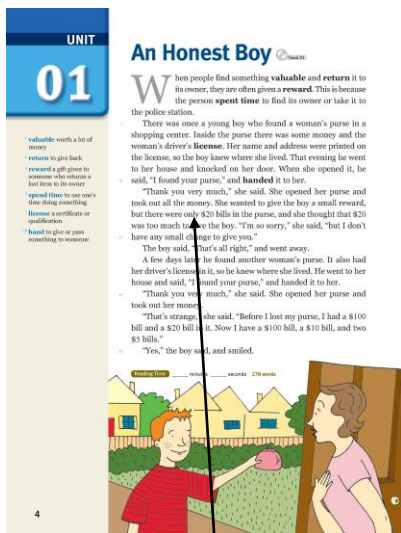 UNIT
01
An Honest Boy
Track 01
When people find something valuable and return it to
its owner, they are often given a reward. This is because
the person spent time to find its owner or take it to
the police station.
There was once a young boy who found a woman's purse in a
shopping center. Inside the purse there was some money and the
woman's driver's license. Her name and address were printed on
the license, so the boy knew where she lived. That evening he went
to her house and knocked on her door. When she opened it, he
said, "I found your purse," and handed it to her.
"Thank you very much," she said. She opened her purse and
took out all the money. She wanted to give the boy a small reward,
but there were only $20 bills in the purse, and she thought that $20
was too much to give the boy. "I'm so sorry," she said, "but I don't
have any small change to give you."
The boy said, "That's all right," and went away.
A few days later he found another woman's purse. It also had
her driver's license in it, so he knew where she lived. He went to her
house and said, "I found your purse," and handed it to her.
"Thank you very much," she said. She opened her purse and
took out her money.
"That's strange," she said. "Before I lost my purse, I had a $100
bill and a $20 bill in it. Now I have a $100 bill, a $10 bill, and two
$5 bills."
"Yes," the boy said, and smiled.
Reading Time ____ minutes ____ seconds 278 words
valuable worth a lot of
money
return to give back
reward a gift given to
someone who returns a
lost item to its owner
spend time to use one's
time doing something
license a certificate or
qualification
hand to give or pass
something to someone
4